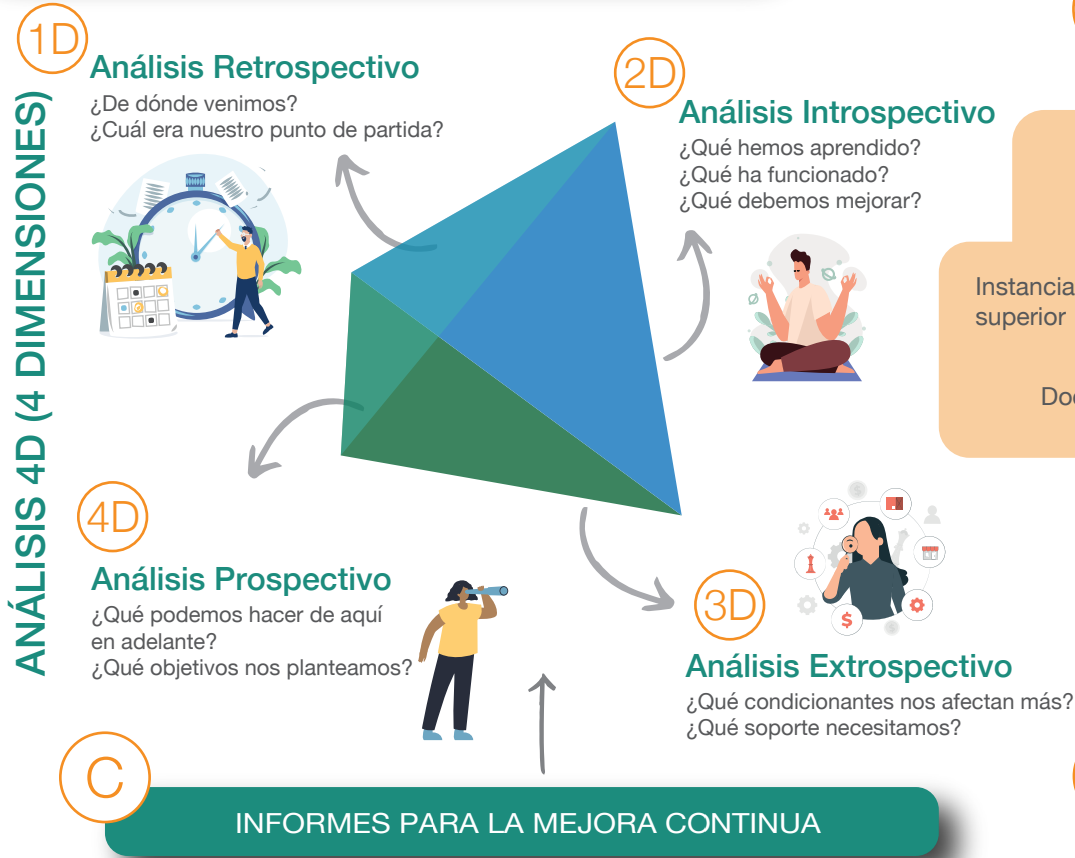 ANÁLISIS 4D (4 DIMENSIONES)
1D
Análisis Retrospectivo
¿De dónde venimos?
¿Cuál era nuestro punto de partida?
2D
Análisis Introspectivo
¿Qué hemos aprendido?
¿Qué ha funcionado?
¿Qué debemos mejorar?
Instancia
superior
4D
Análisis Prospectivo
¿Qué podemos hacer de aquí
en adelante?
¿Qué objetivos nos planteamos?
3D
Análisis Extrospectivo
¿Qué condicionantes nos afectan más?
¿Qué soporte necesitamos?
C
INFORMES PARA LA MEJORA CONTINUA